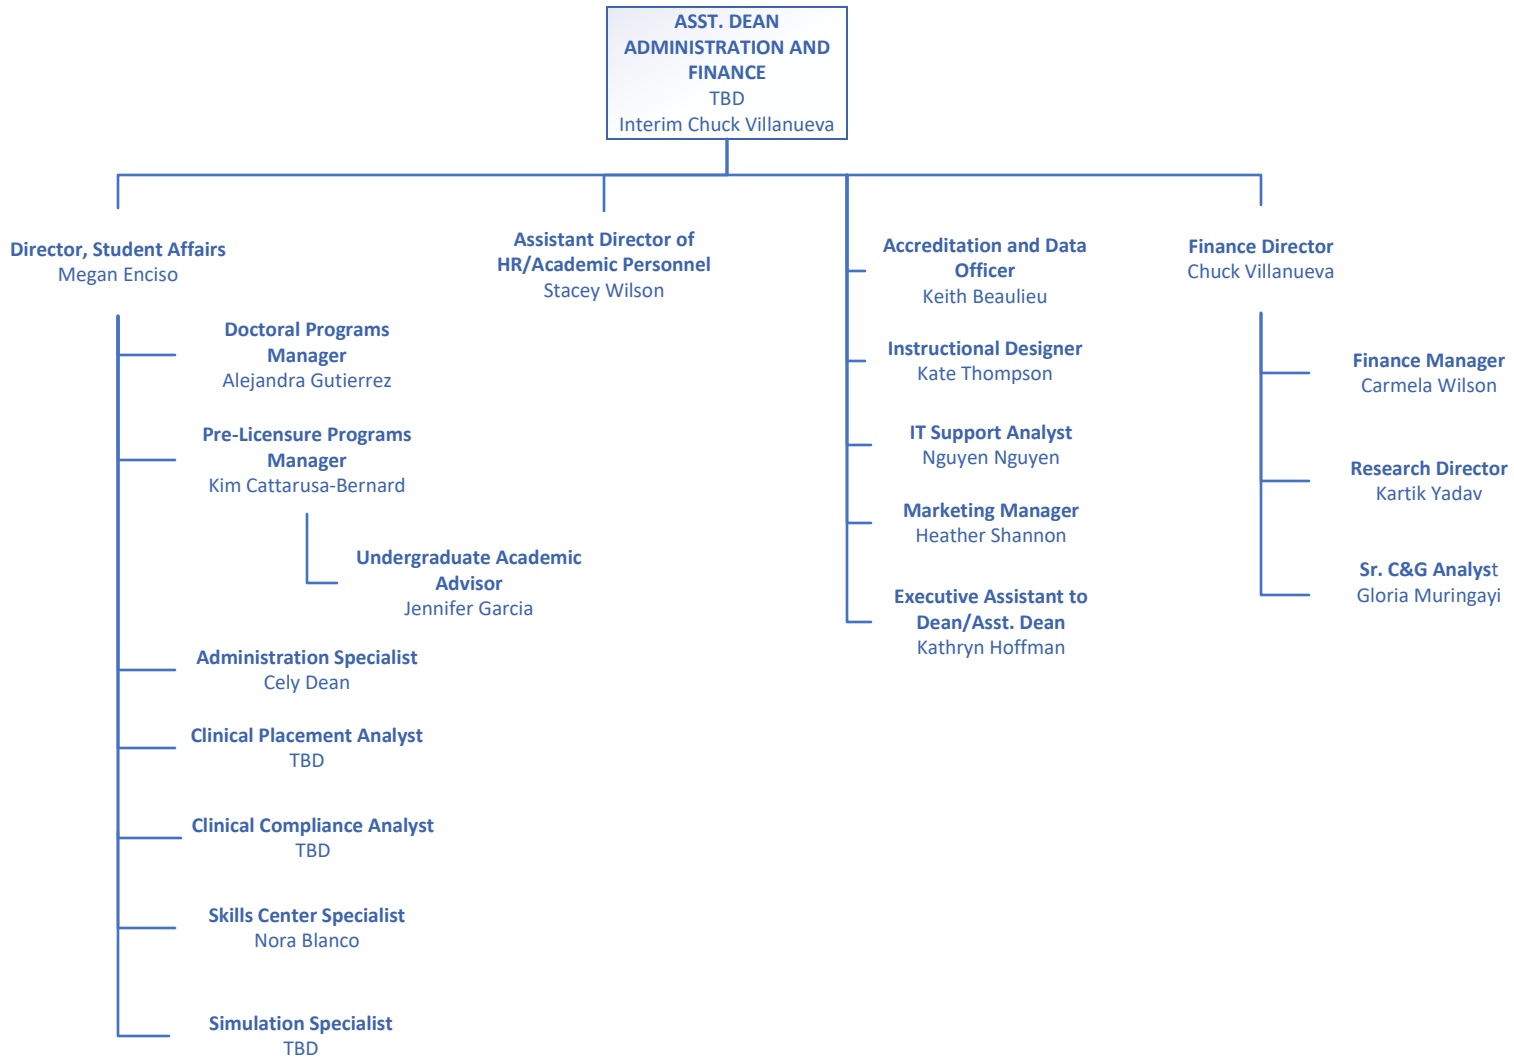 ASST. DEAN
ADMINISTRATION AND
FINANCE
TBD
Interim Chuck Villanueva
Director, Student Affairs
Megan Enciso
Doctoral Programs
Manager
Alejandra Gutierrez
Pre-Licensure Programs
Manager
Kim Cattarusa-Bernard
Undergraduate Academic
Advisor
Jennifer Garcia
Administration Specialist
Cely Dean
Clinical Placement Analyst
TBD
Clinical Compliance Analyst
TBD
Skills Center Specialist
Nora Blanco
Simulation Specialist
TBD
Assistant Director of
HR/Academic Personnel
Stacey Wilson
Accreditation and Data
Officer
Keith Beaulieu
Instructional Designer
Kate Thompson
IT Support Analyst
Nguyen Nguyen
Marketing Manager
Heather Shannon
Executive Assistant to
Dean/Asst. Dean
Kathryn Hoffman
Finance Director
Chuck Villanueva
Finance Manager
Carmela Wilson
Research Director
Kartik Yadav
Sr. C&G Analyst
Gloria Muringayi